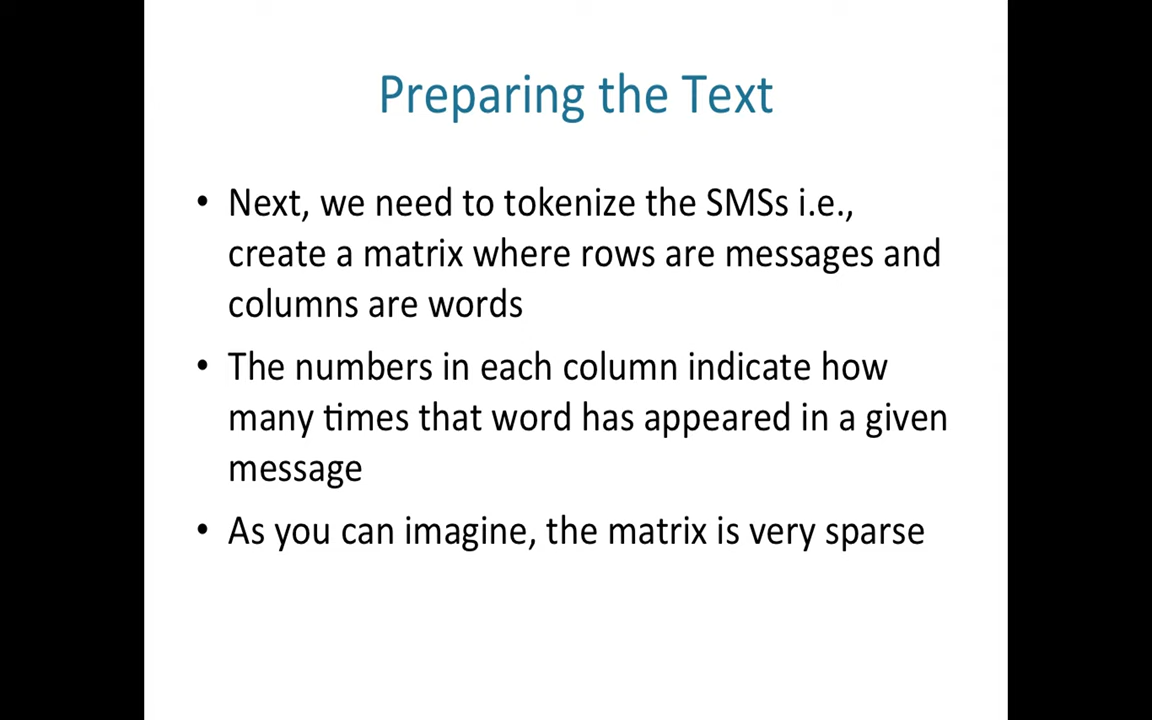 Preparing the Text
• Next, we need to tokenize the SMSs i.e.,
create a matrix where rows are messages and
columns are words
• The numbers in each column indicate how
many times that word has appeared in a given
message
• As you can imagine, the matrix is very sparse